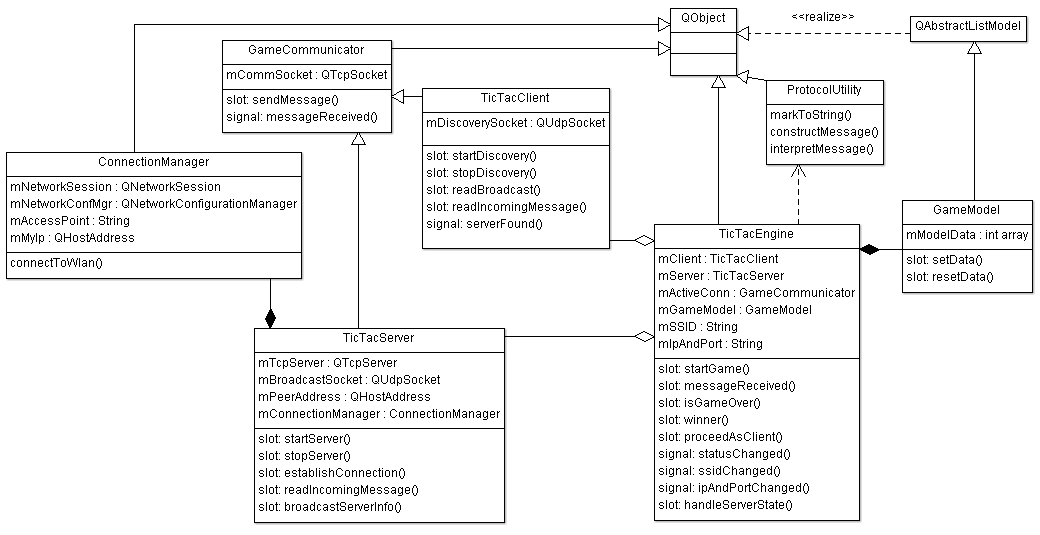 QObject
<<realize>>
QAbstractListModel
GameCommunicator
mCommSocket : QTcpSocket
slot: sendMessage()
signal: messageReceived()
TicTacClient
mDiscoverySocket : QUdpSocket
slot: startDiscovery()
slot: stopDiscovery()
slot: readBroadcast()
slot: readIncomingMessage()
signal: serverFound()
ProtocolUtility
markToString()
constructMessage()
interpretMessage()
ConnectionManager
mNetworkSession : QNetworkSession
mNetworkConfMgr : QNetworkConfigurationManager
mAccessPoint : String
mMyIp : QHostAddress
connectToWlan()
GameModel
mModelData : int array
slot: setData()
slot: resetData()
TicTacEngine
mClient : TicTacClient
mServer : TicTacServer
mActiveConn : GameCommunicator
mGameModel : GameModel
mSSID : String
mIpAndPort : String
slot: startGame()
slot: messageReceived()
slot: isGameOver()
slot: winner()
slot: proceedAsClient()
signal: statusChanged()
signal: ssidChanged()
signal: ipAndPortChanged()
slot: handleServerState()
TicTacServer
mTcpServer : QTcpServer
mBroadcastSocket : QUdpSocket
mPeerAddress : QHostAddress
mConnectionManager : ConnectionManager
slot: startServer()
slot: stopServer()
slot: establishConnection()
slot: readIncomingMessage()
slot: broadcastServerInfo()